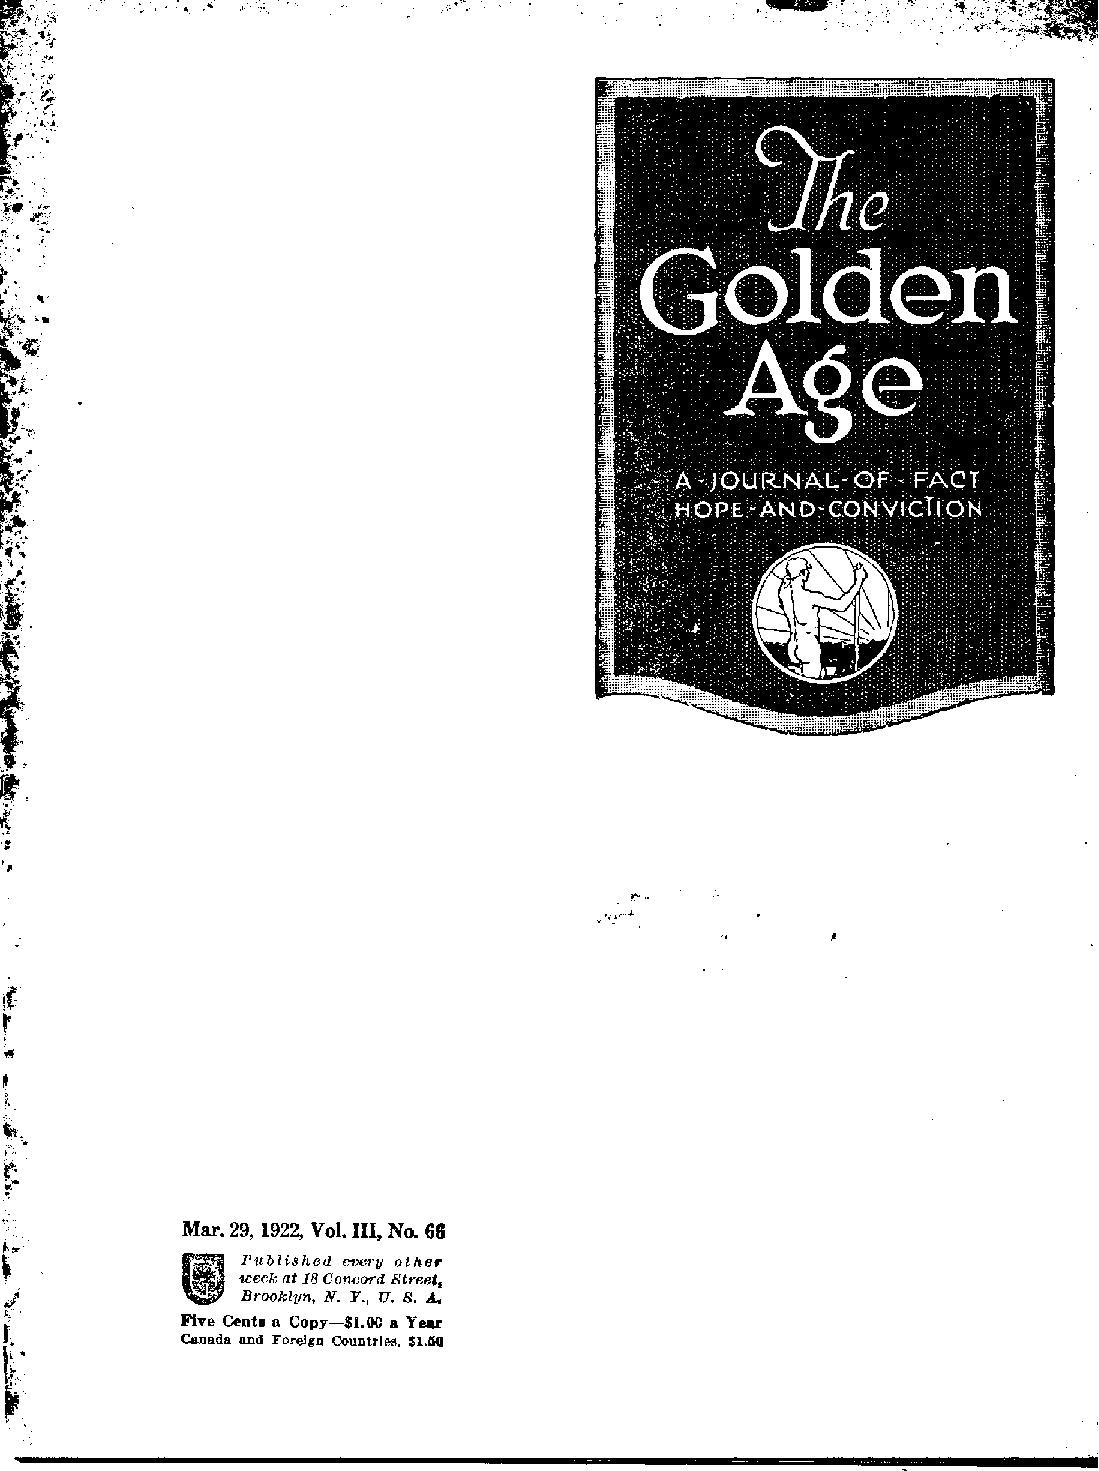 The
Golden
Age
A-JOURNAL-OF-FACT
HOPE-AND-CONVICTION
Mar. 29, 1922, Vol. III, No. 66
Published every other
week at 18 Concord Street,
Brooklyn, N. Y., U. S. A.
Five Cents a Copy—$1.00 a Year
Canada and Foreign Countries, $1.50